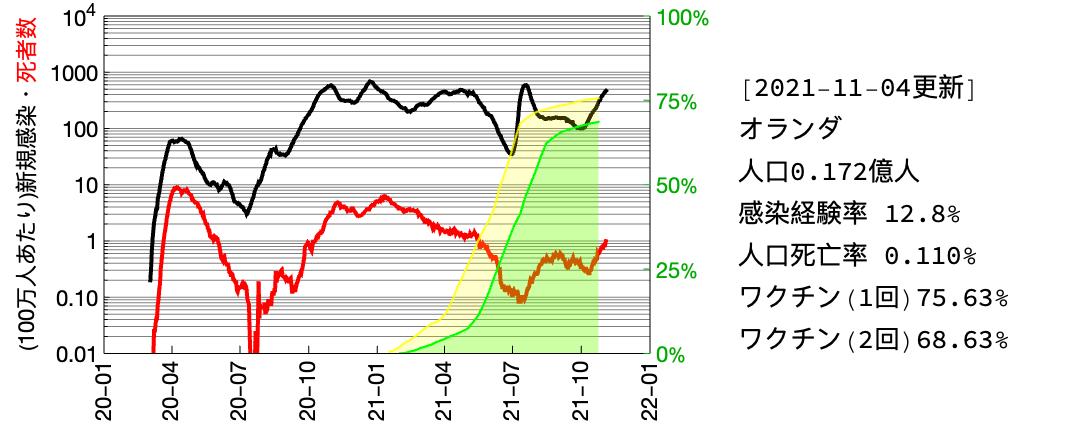 (100万人あたり)新規感染・死者数
10^4
1000
100
10
1
0.10
0.01
100%
75%
50%
25%
0%
20-01
20-04
20-07
20-10
21-01
21-04
21-07
21-10
22-01
[2021-11-04更新]
オランダ
人口0.172億人
感染経験率 12.8%
人口死亡率 0.110%
ワクチン(1回)75.63%
ワクチン(2回)68.63%